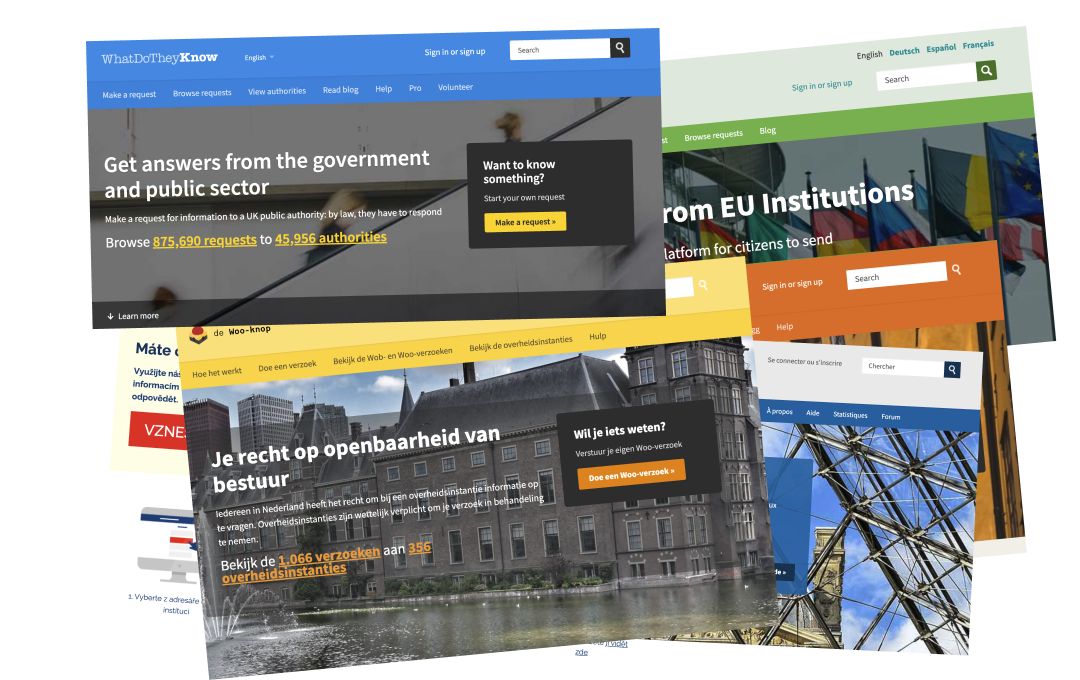 WhatDoTheyKnow
English
Sign in or sign up
Search
Make a request
Browse requests
View authorities
Read blog
Help
Pro
Volunteer
Get answers from the government
and public sector
Make a request for information to a UK public authority: by law, they have to respond
Browse 875,690 requests to 45,956 authorities
Want to know
something?
Start your own request
Make a request »
Learn more
English Deutsch Español Français
Sign in or sign up
Search
Browse requests
Blog
rom EU Institutions
latform for citizens to send
Sign in or sign up
Search
Help
Se connecter ou s'inscrire
Chercher
À propos
Aide
Statistiques
Forum
de »
de Woo-knop
Hoe het werkt
Doe een verzoek
Bekijk de Wob- en Woo-verzoeken
Bekijk de overheidsinstanties
Hulp
Je recht op openbaarheid van
bestuur
Iedereen in Nederland heeft het recht om bij een overheidsinstantie informatie op
te vragen. Overheidsinstanties zijn wettelijk verplicht om je verzoek in behandeling
te nemen.
Bekijk de 1,066 verzoeken aan 356
overheidsinstanties
Wil je iets weten?
Verstuur je eigen Woo-verzoek
Doe een Woo-verzoek »
Máte
Využijte nás
informacím
odpovědět.
VZNES
1. Vyberte z adresáře
instituci
vidět
zde